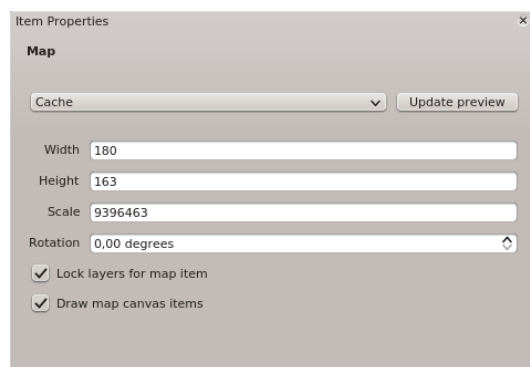 Item Properties
Map
Cache
Update preview
Width 180
Height 163
Scale 9396463
Rotation 0,00 degrees
Lock layers for map item
Draw map canvas items